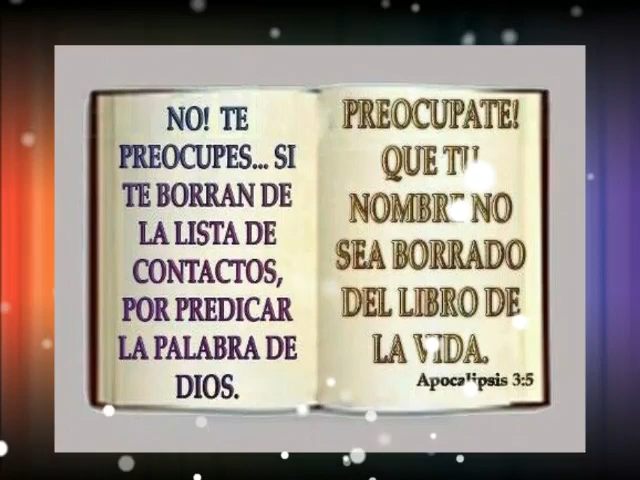 NO! TE
PREOCUPES... SI
TE BORRAN DE
LA LISTA DE
CONTACTOS,
POR PREDICAR
LA PALABRA DE
DIOS.
PREOCUPATE!
QUE TU
NOMBRE NO
SEA BORRADO
DEL LIBRO DE
LA VIDA.
Apocalipsis 3:5